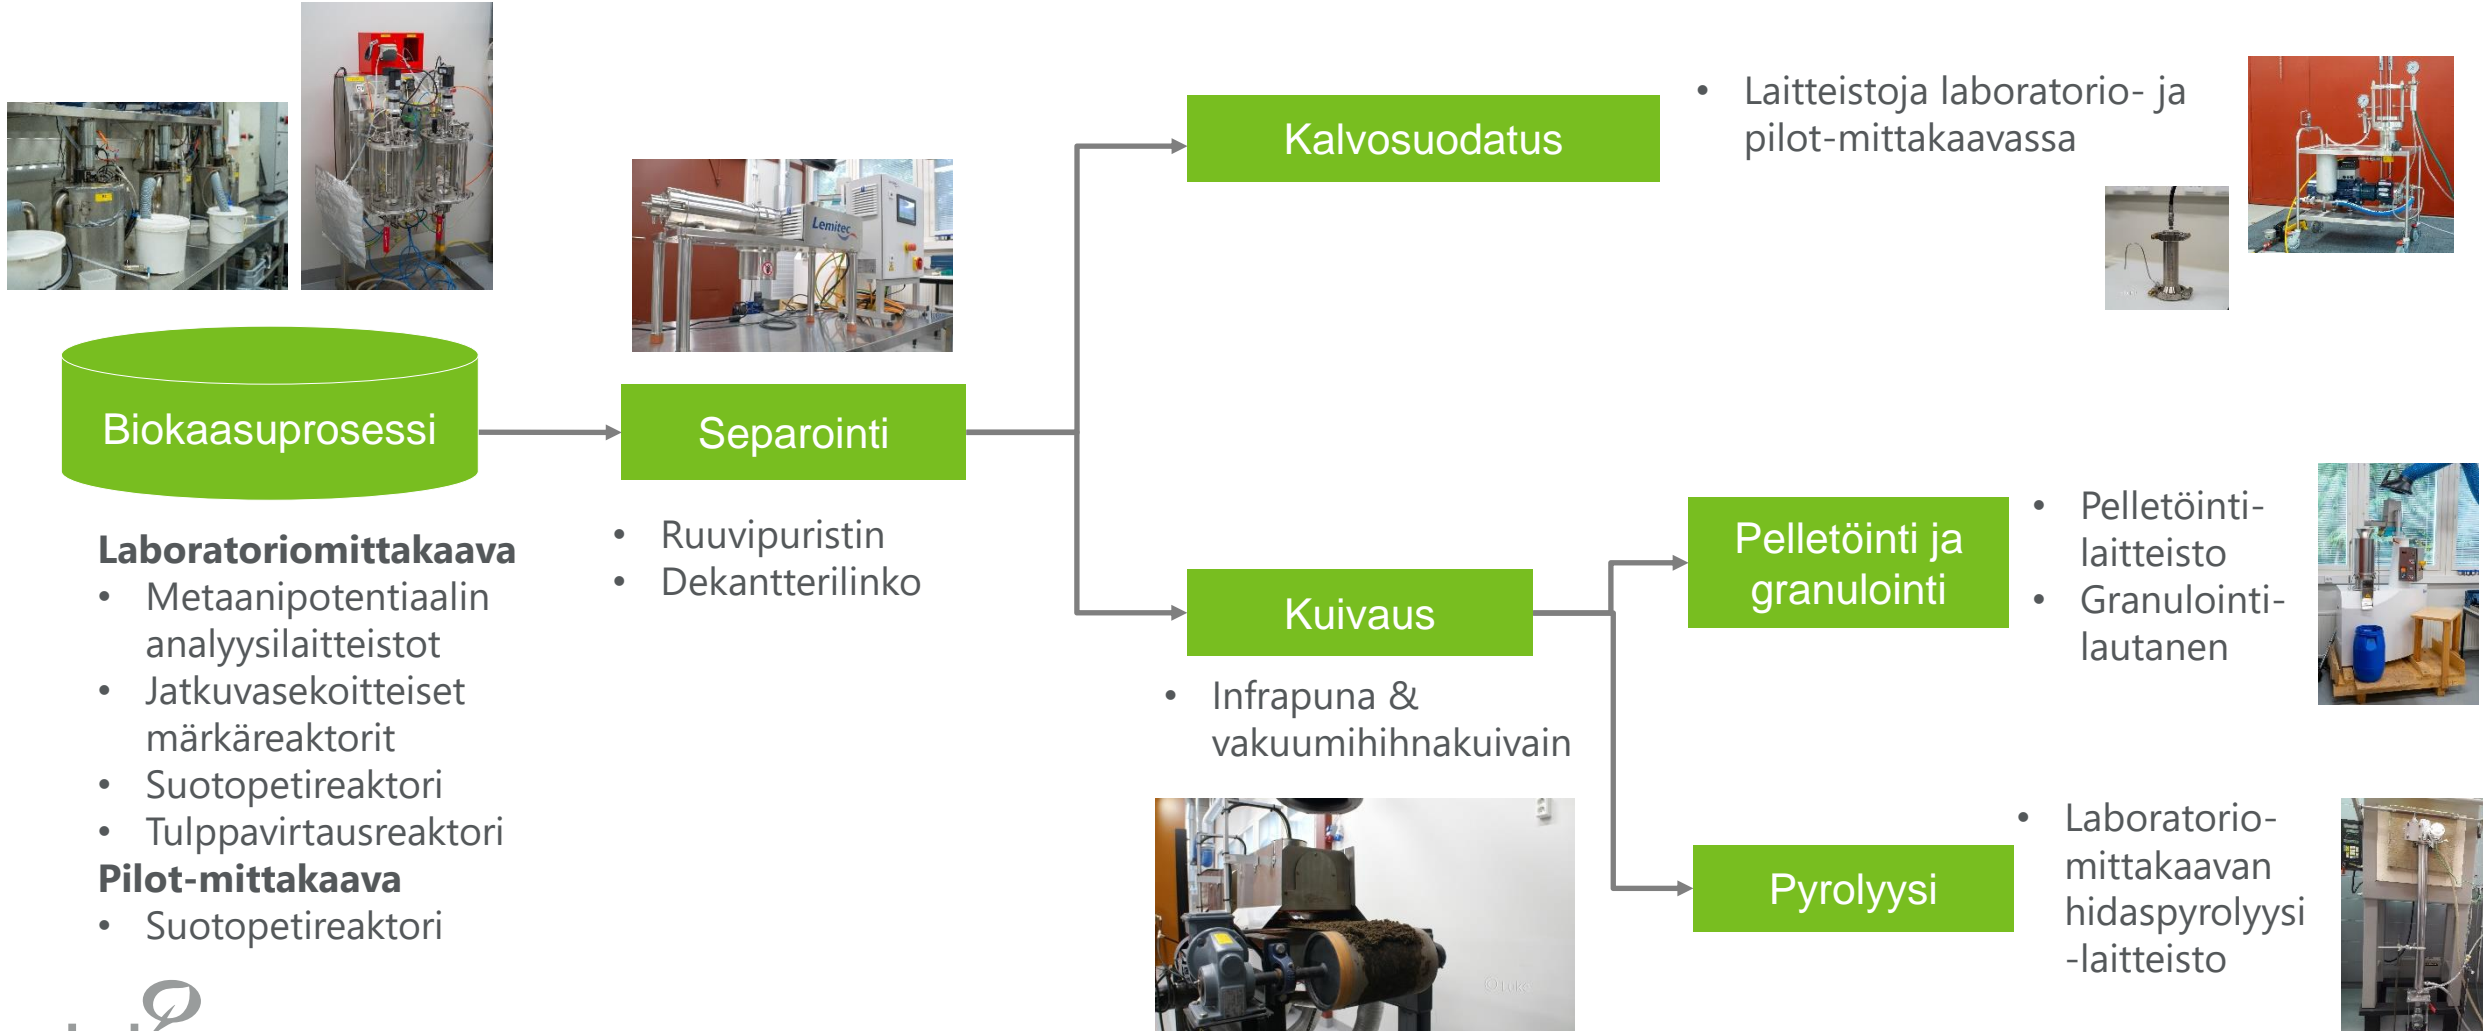 Biokaasuprosessi
Laboratoriomittakaava
• Metaanipotentiaalin
analyysilaitteistot
• Jatkuvasekoitteiset
märkäreaktorit
• Suotopetireaktori
• Tulppavirtausreaktori
Pilot-mittakaava
• Suotopetireaktori
Lemitec
Separointi
• Ruuvipuristin
• Dekantterilinko
Kalvosuodatus
• Laitteistoja laboratorio- ja
pilot-mittakaavassa
Kuivaus
• Infrapuna &
vakuumihihnakuivain
Pelletöinti ja
granulointi
• Pelletöinti-
laitteisto
• Granulointi-
lautanen
Pyrolyysi
• Laboratorio-
mittakaavan
hidaspyrolyysi
-laitteisto